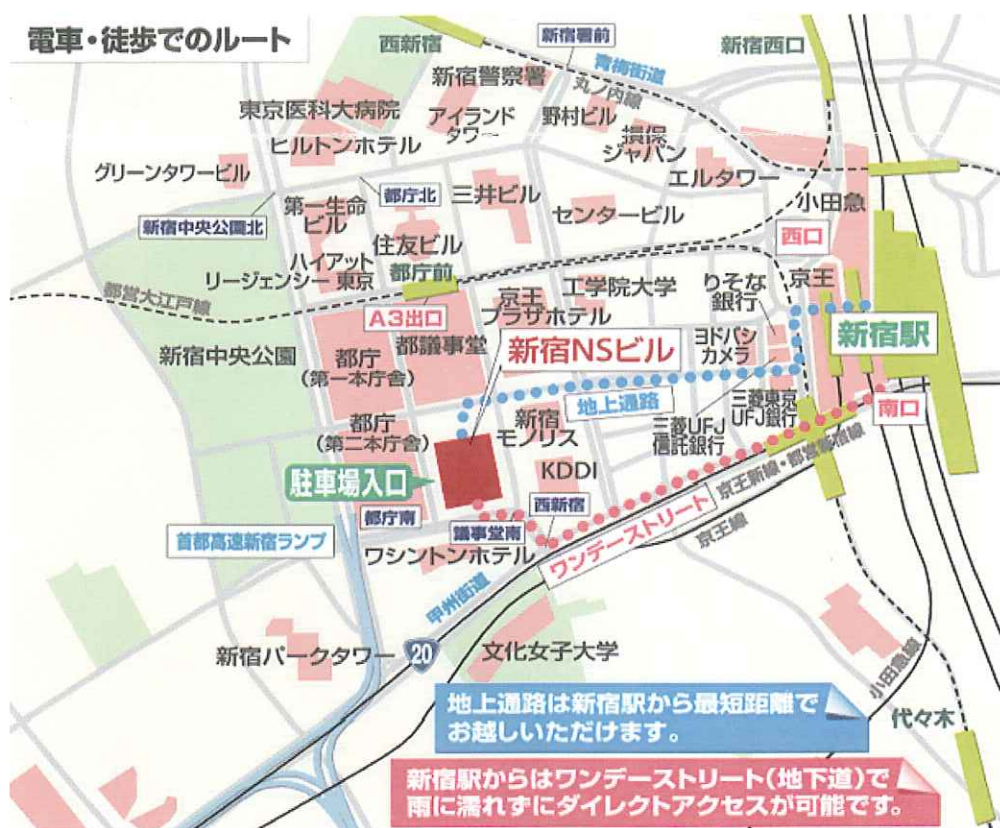 電車・徒歩でのルート
西新宿
新宿署前
新宿西口
青梅街道
新宿警察署
丸ノ内線
東京医科大病院
アイランド
タワー
野村ビル
損保
ジャパン
ヒルトンホテル
グリーンタワービル
エルタワー
都庁北
三井ビル
小田急
新宿中央公園北
第一生命
ビル
センタービル
住友ビル
西口
ハイアット
リージェンシー 東京
都庁前
京王
りそな
銀行
工学院大学
都営大江戸線
京王
プラザホテル
A3出口
新宿駅
新宿中央公園
都庁
(第一本庁舎)
都議事堂
新宿NSビル
ヨドバシ
カメラ
地上通路
三菱東京
UFJ銀行
南口
都庁
(第二本庁舎)
新宿
モノリス
三菱UFJ
信託銀行
KDDI
駐車場入口
京王新線・都営新宿線
西新宿
都庁南
議事堂南
ワンデーストリート
京王線
首都高速新宿ランプ
ワシントンホテル
甲州街道
20
新宿パークタワー
文化女子大学
小田急線
代々木
地上通路は新宿駅から最短距離で
お越しいただけます。
新宿駅からはワンデーストリート(地下道)で
雨に濡れずにダイレクトアクセスが可能です。